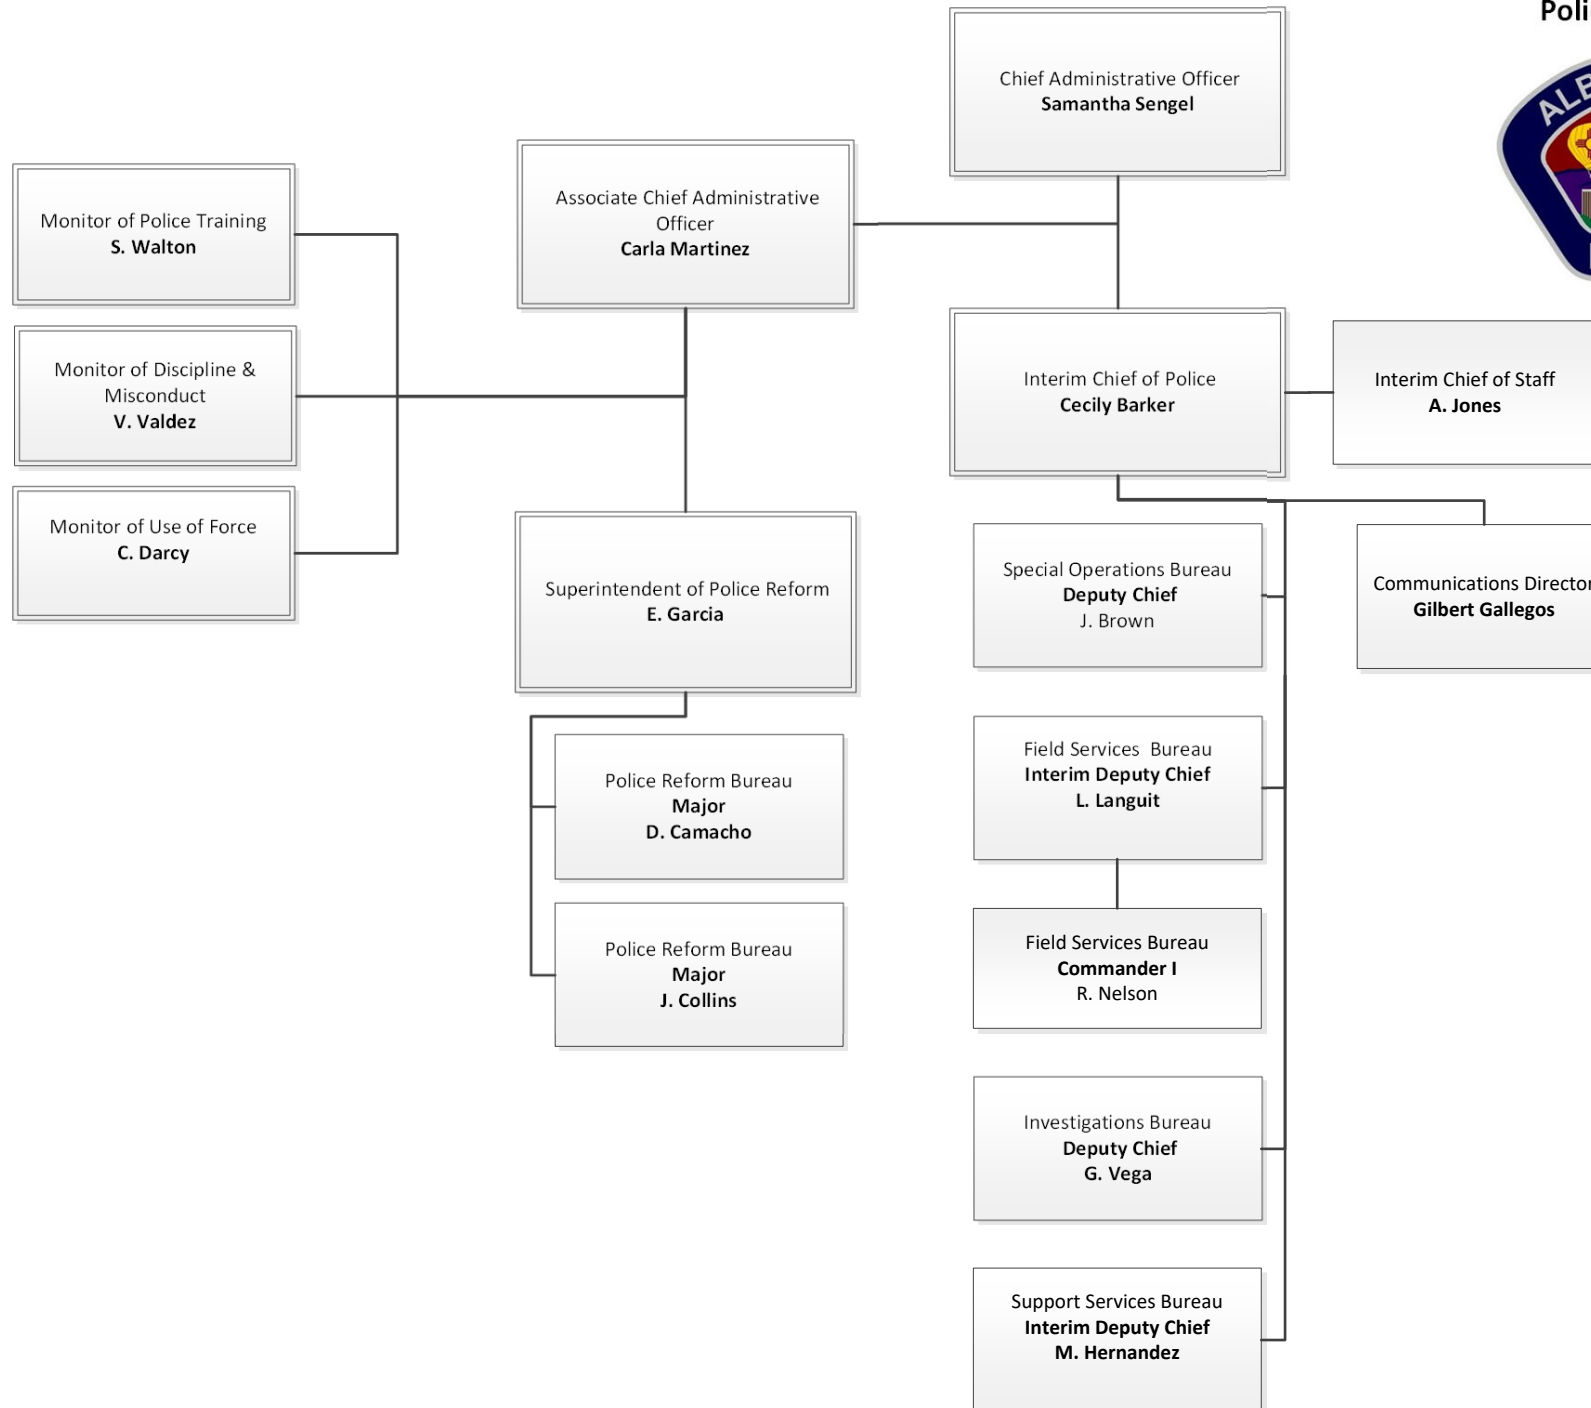 Chief Administrative Officer
Samantha Sengel
Associate Chief Administrative
Officer
Carla Martinez
Monitor of Police Training
S. Walton
Monitor of Discipline &
Misconduct
V. Valdez
Monitor of Use of Force
C. Darcy
Interim Chief of Police
Cecily Barker
Interim Chief of Staff
A. Jones
Superintendent of Police Reform
E. Garcia
Police Reform Bureau
Major
D. Camacho
Police Reform Bureau
Major
J. Collins
Special Operations Bureau
Deputy Chief
J. Brown
Communications Director
Gilbert Gallegos
Field Services  Bureau
Interim Deputy Chief
L. Languit
Field Services Bureau
Commander I
R. Nelson
Investigations Bureau
Deputy Chief
G. Vega
Support Services Bureau
Interim Deputy Chief
M. Hernandez